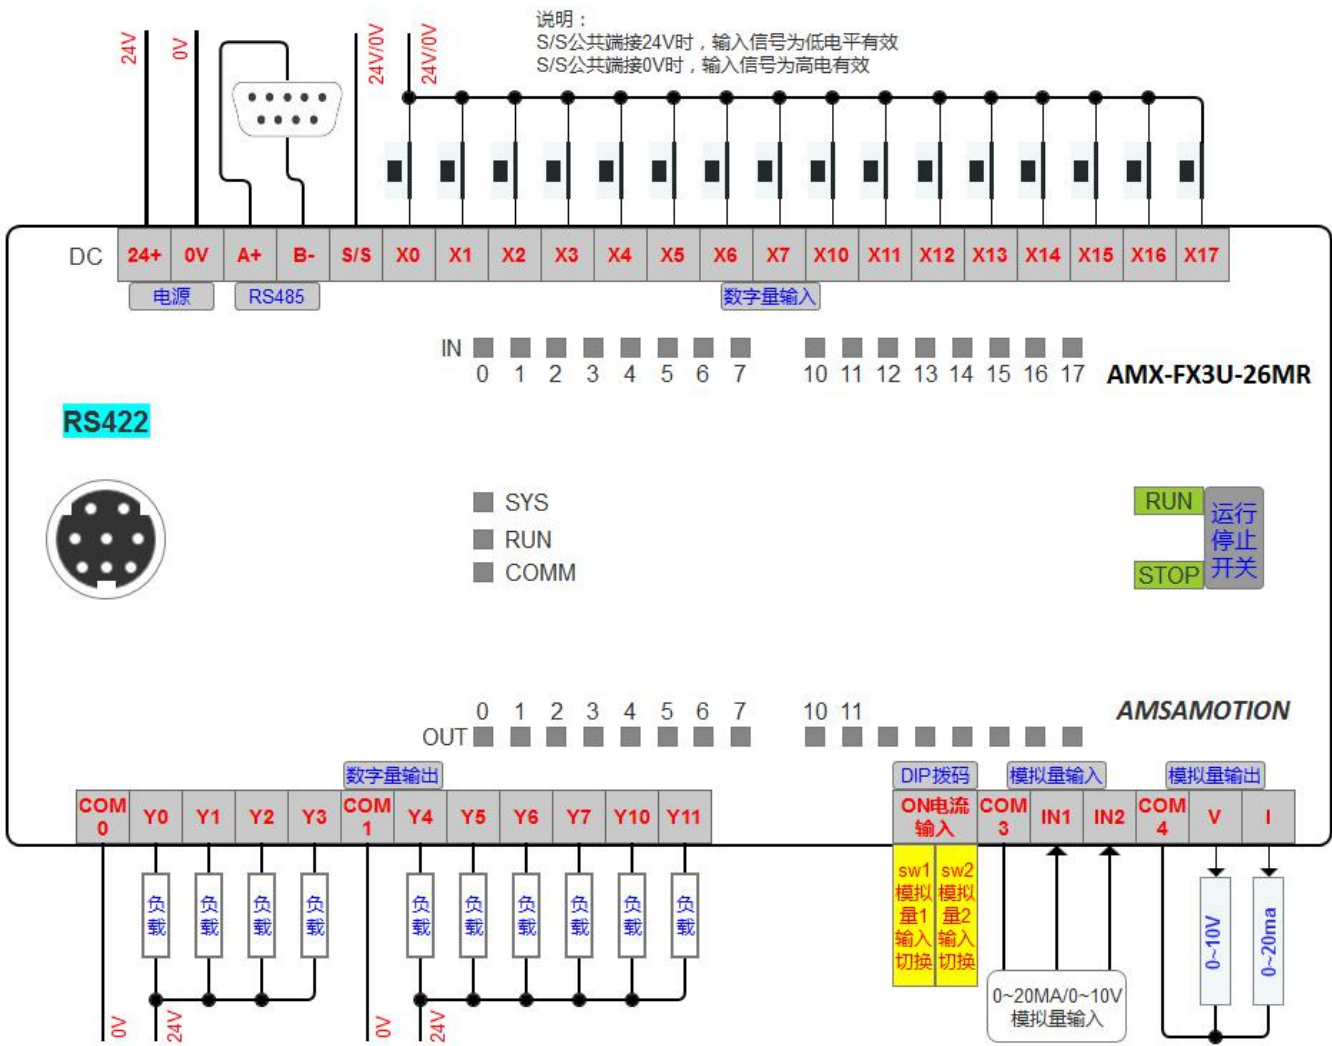 说明：
S/S公共端接24V时，输入信号为低电平有效
S/S公共端接0V时，输入信号为高电有效
24V
0V
24V/0V
24V/0V
DC
24+ 0V A+ B- S/S X0 X1 X2 X3 X4 X5 X6 X7 X10 X11 X12 X13 X14 X15 X16 X17
电源 RS485 数字量输入
IN
0 1 2 3 4 5 6 7 10 11 12 13 14 15 16 17
AMX-FX3U-26MR
RS422
SYS
RUN
COMM
RUN
STOP
运行
停止
开关
0 1 2 3 4 5 6 7 10 11
OUT
AMSAMOTION
数字量输出 DIP拨码 模拟量输入 模拟量输出
COM
0
Y0 Y1 Y2 Y3
COM
1
Y4 Y5 Y6 Y7 Y10 Y11
ON电流
输入
COM
3
IN1 IN2
COM
4
V I
负载
负载
负载
负载
负载
负载
负载
负载
负载
负载
sw1
模拟
量1
输入
切换
sw2
模拟
量2
输入
切换
0~20MA/0~10V
模拟量输入
0~10V
0~20ma
0V
24V
0V
24V